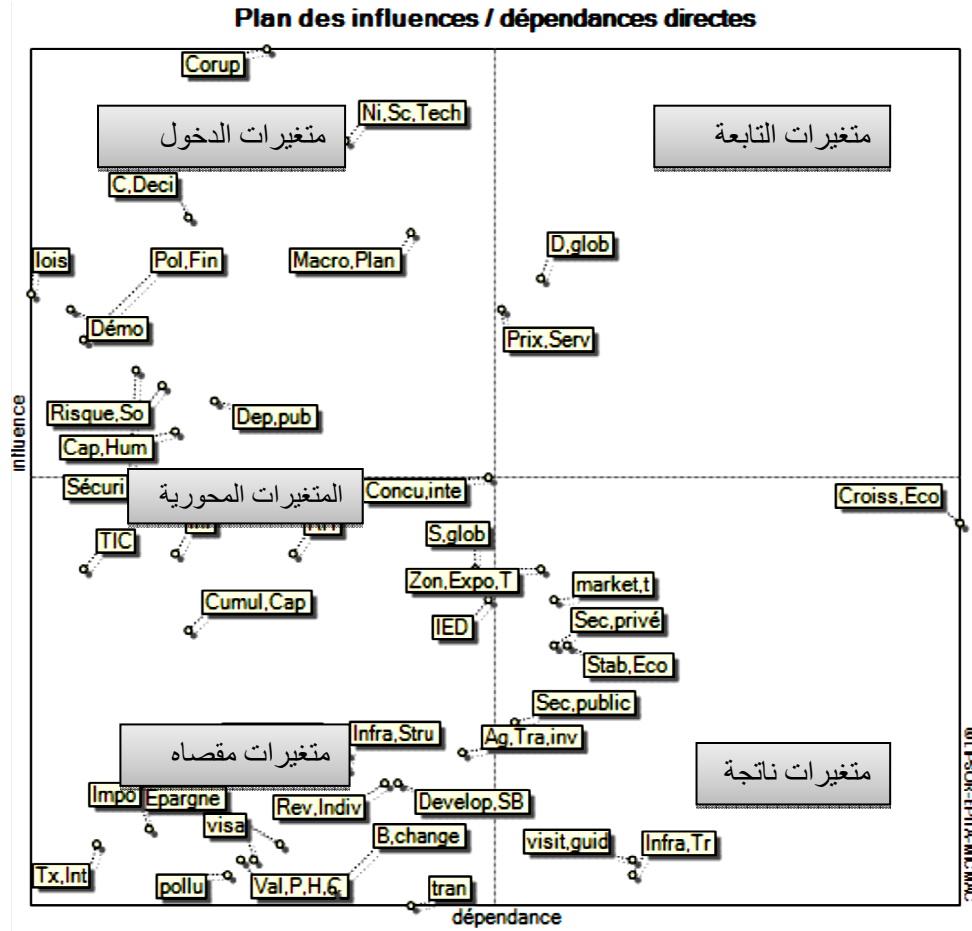 Plan des influences / dépendances directes
Corup
Ni,Sc,Tech
متغيرات الدخول
متغيرات التابعة
C,Deci
lois
Pol,Fin
Macro,Plan
D,glob
Démo
Prix,Serv
Risque,So
Dep,pub
Cap,Hum
influence
Sécuri
المتغيرات المحورية
Concu,inte
Croiss,Eco
TIC
S,glob
Zon,Expo,T
market,t
Cumul,Cap
IED
Sec,privé
Stab,Eco
Sec,public
متغيرات مقصاه
Infra,Stru
Ag,Tra,inv
متغيرات ناتجة
Impo
Epargne
Rev,Indiv
Develop,SB
visa
B,change
visit,guid
Infra,Tr
Tx,Int
pollu
Val,P,H,C
tran
dépendance